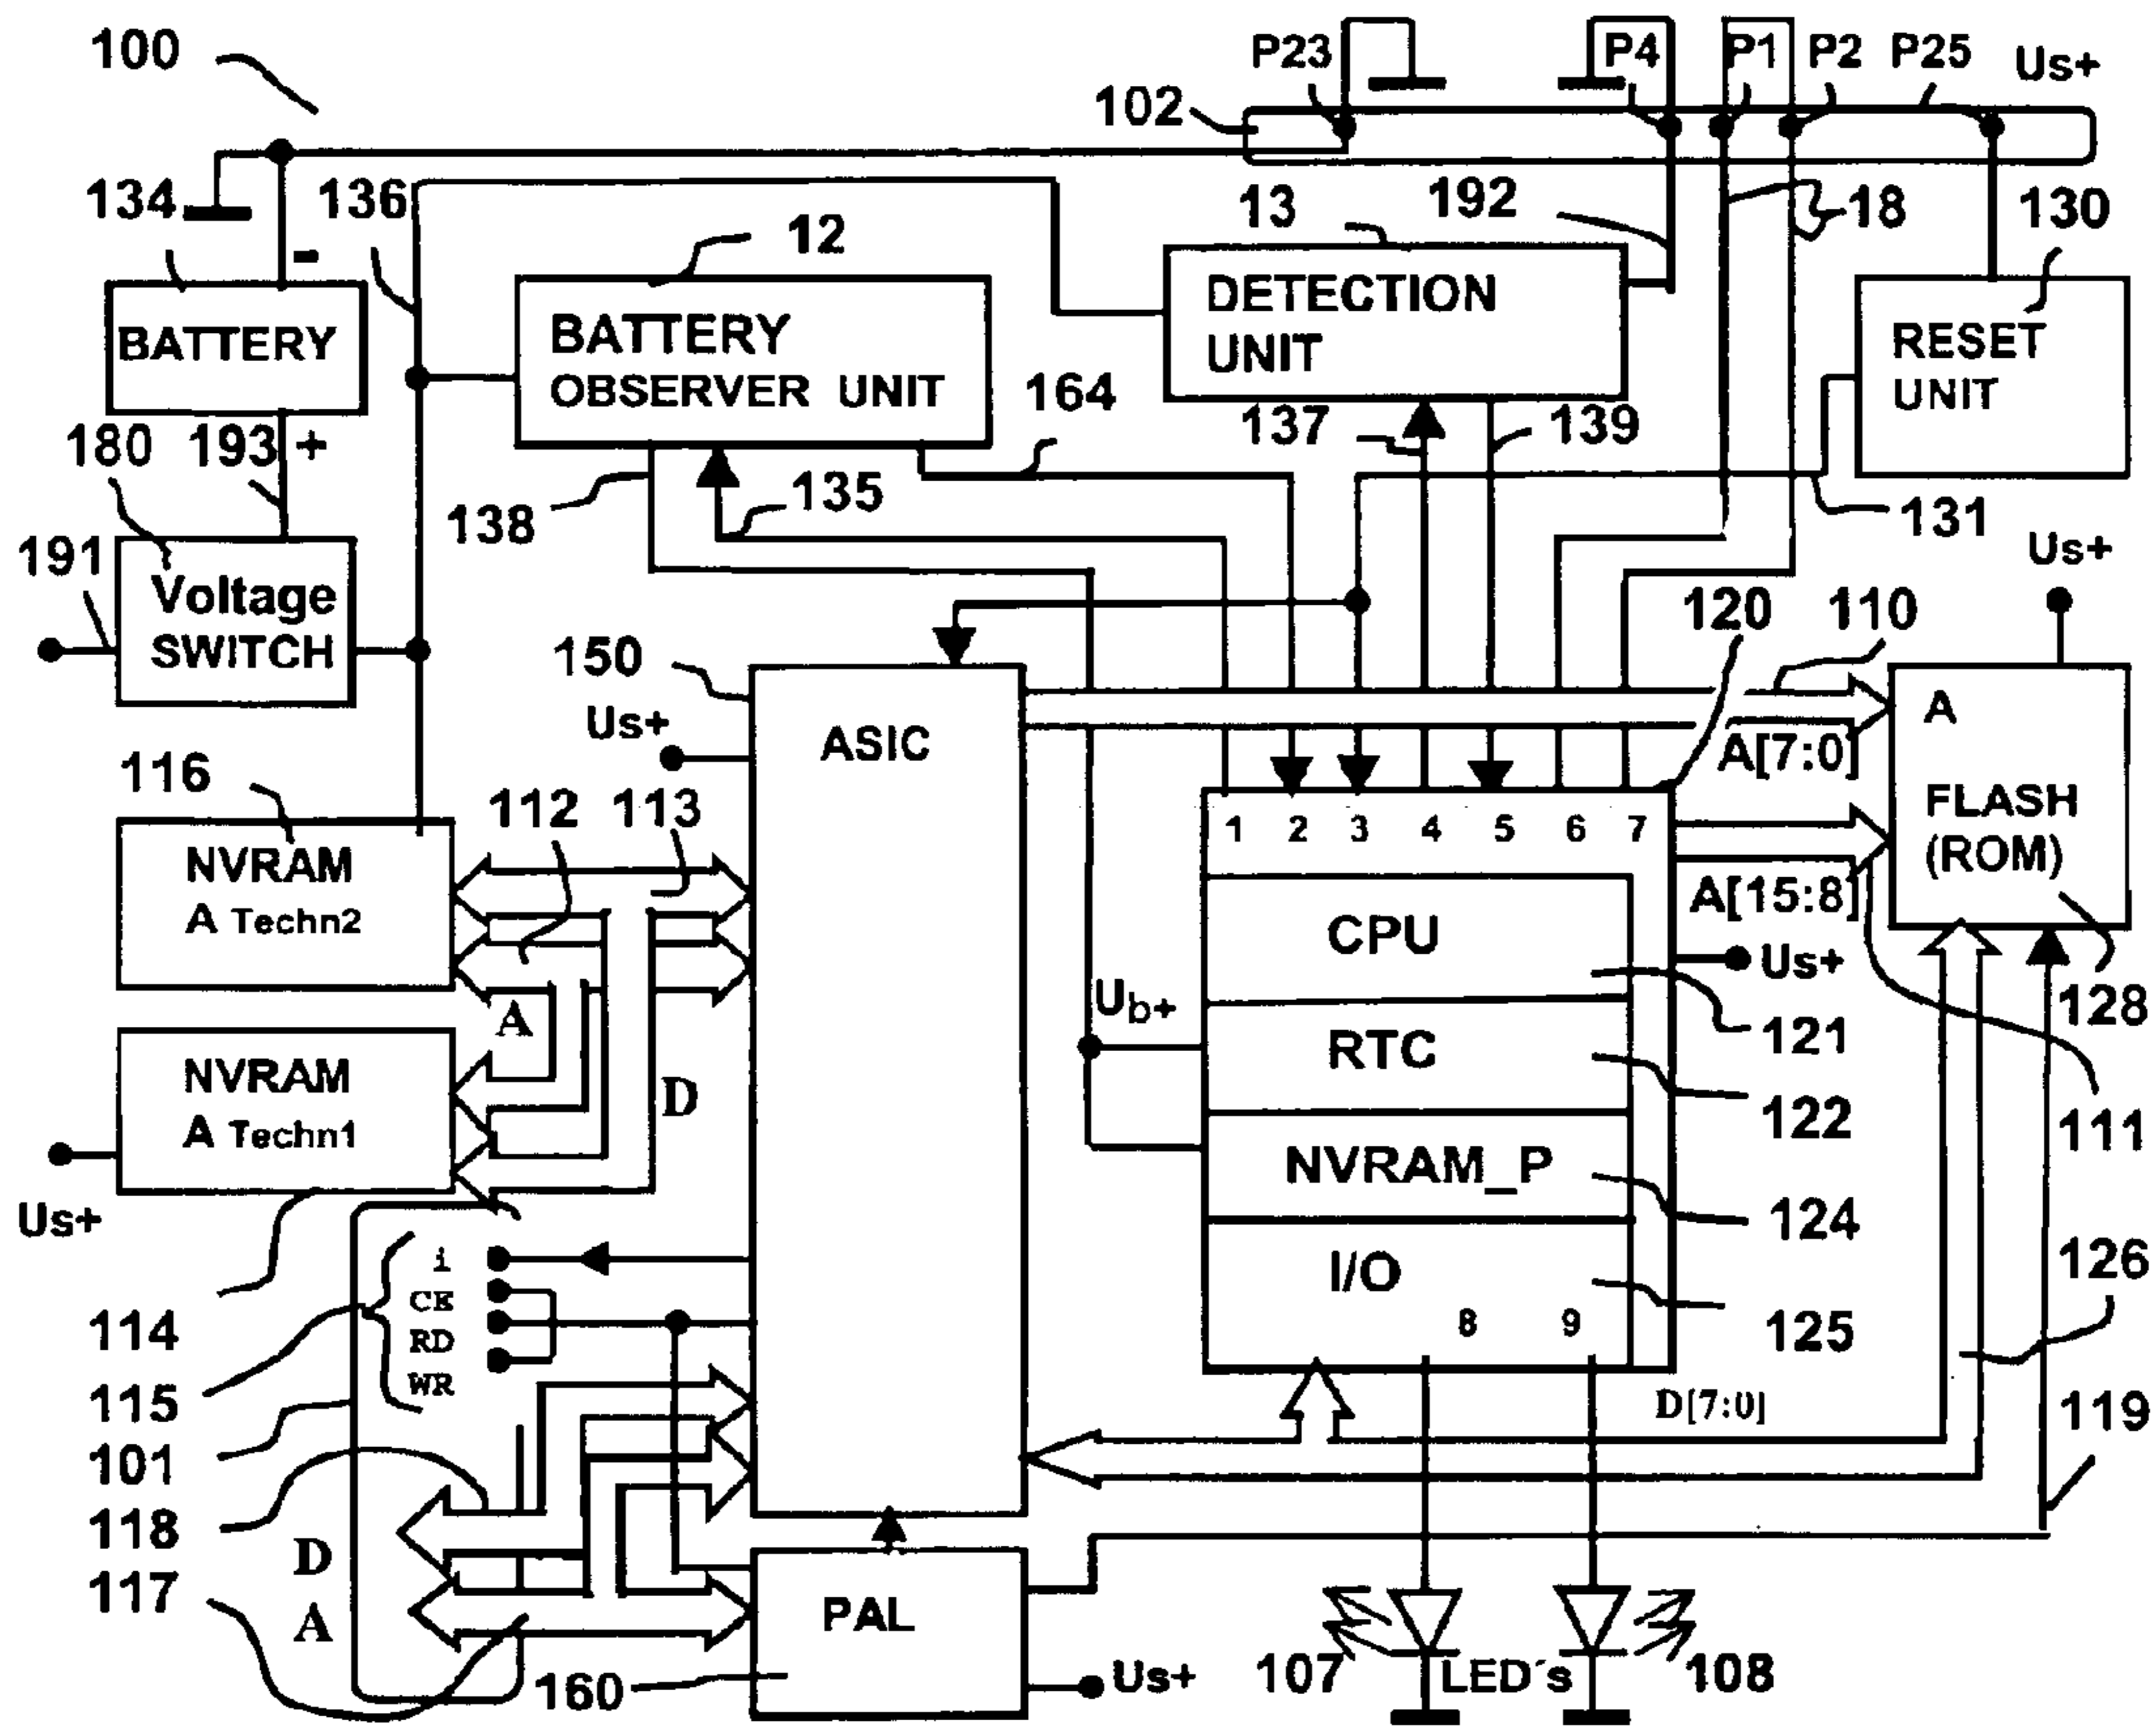 100
P23
P4
P1
P2
P25
Us+
102
134
136
12
13
192
18
130
-
BATTERY
BATTERY
OBSERVER UNIT
DETECTION
UNIT
RESET
UNIT
180
193
+
164
137
139
138
135
131
191
Voltage
SWITCH
Us+
150
120
110
Us+
ASIC
A
A[7:0]
116
112
113
FLASH
(ROM)
1 2 3 4 5 6 7
NVRAM
A Techn2
A[15:8]
CPU
Us+
A
Ub+
128
121
NVRAM
A Techn1
RTC
D
122
111
NVRAM_P
Us+
124
i
CE
RD
WR
I/O
126
114
8 9
125
115
D[7:0]
119
101
118
D
117
A
PAL
160
Us+
107
LED´s
108